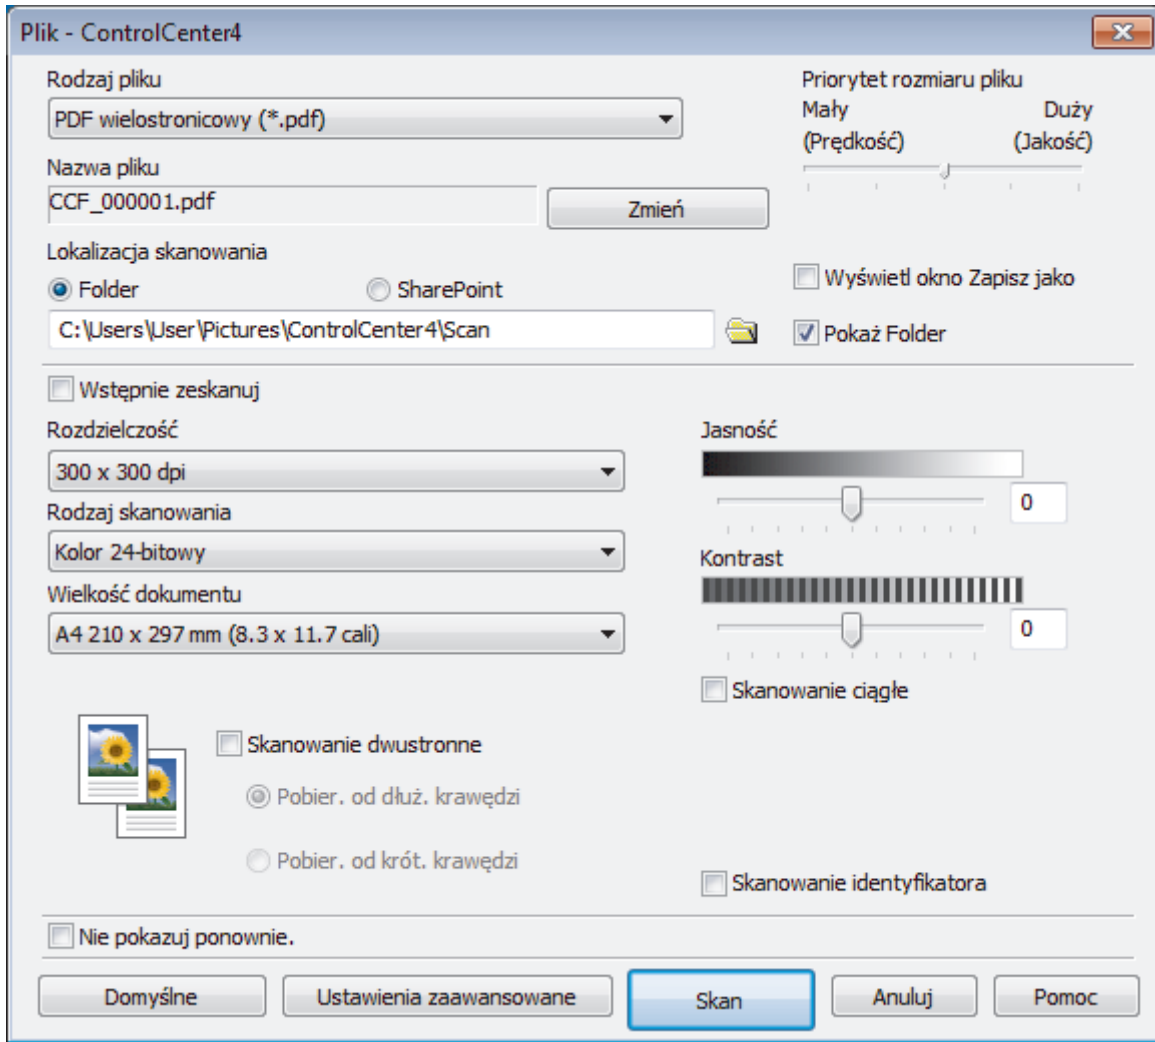 Plik - ControlCenter4
Rodzaj pliku
PDF wielostronicowy (*.pdf)
Priorytet rozmiaru pliku
Mały Duży
(Prędkość) (Jakość)
Nazwa pliku
CCF_000001.pdf
Zmień
Lokalizacja skanowania
Folder SharePoint
C:\Users\User\Pictures\ControlCenter4\Scan
Wyświetl okno Zapisz jako
Pokaż Folder
Wstępnie zeskanuj
Rozdzielczość
300 x 300 dpi
Rodzaj skanowania
Kolor 24-bitowy
Wielkość dokumentu
A4 210 x 297 mm (8.3 x 11.7 cali)
Jasność
0
Kontrast
0
Skanowanie ciągłe
Skanowanie dwustronne
Pobier. od dłuż. krawędzi
Pobier. od krót. krawędzi
Skanowanie identyfikatora
Nie pokazuj ponownie.
Domyślne Ustawienia zaawansowane Skan Anuluj Pomoc